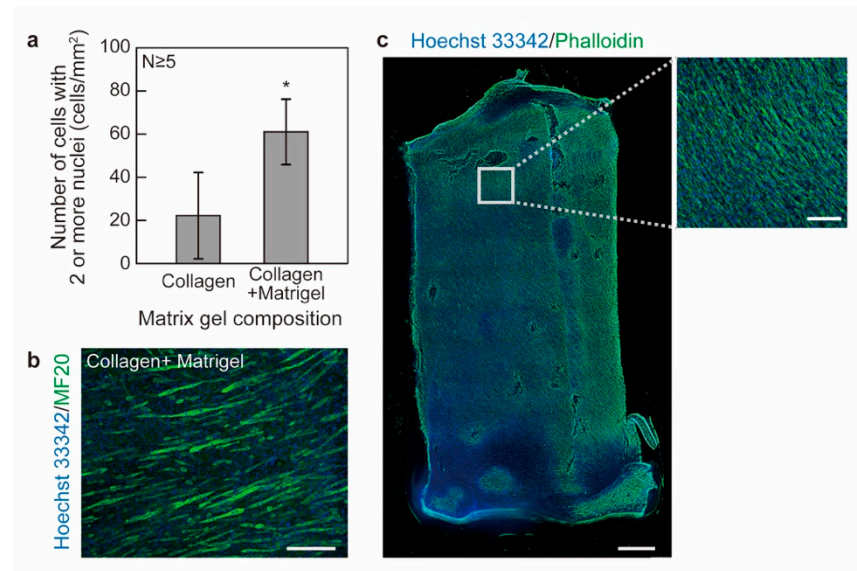 a
N≥5
*
100
80
60
40
20
0
Number of cells with
2 or more nuclei (cells/mm²)
Collagen
Collagen
+Matrigel
Matrix gel composition
b
Collagen+ Matrigel
Hoechst 33342/MF20
c
Hoechst 33342/Phalloidin